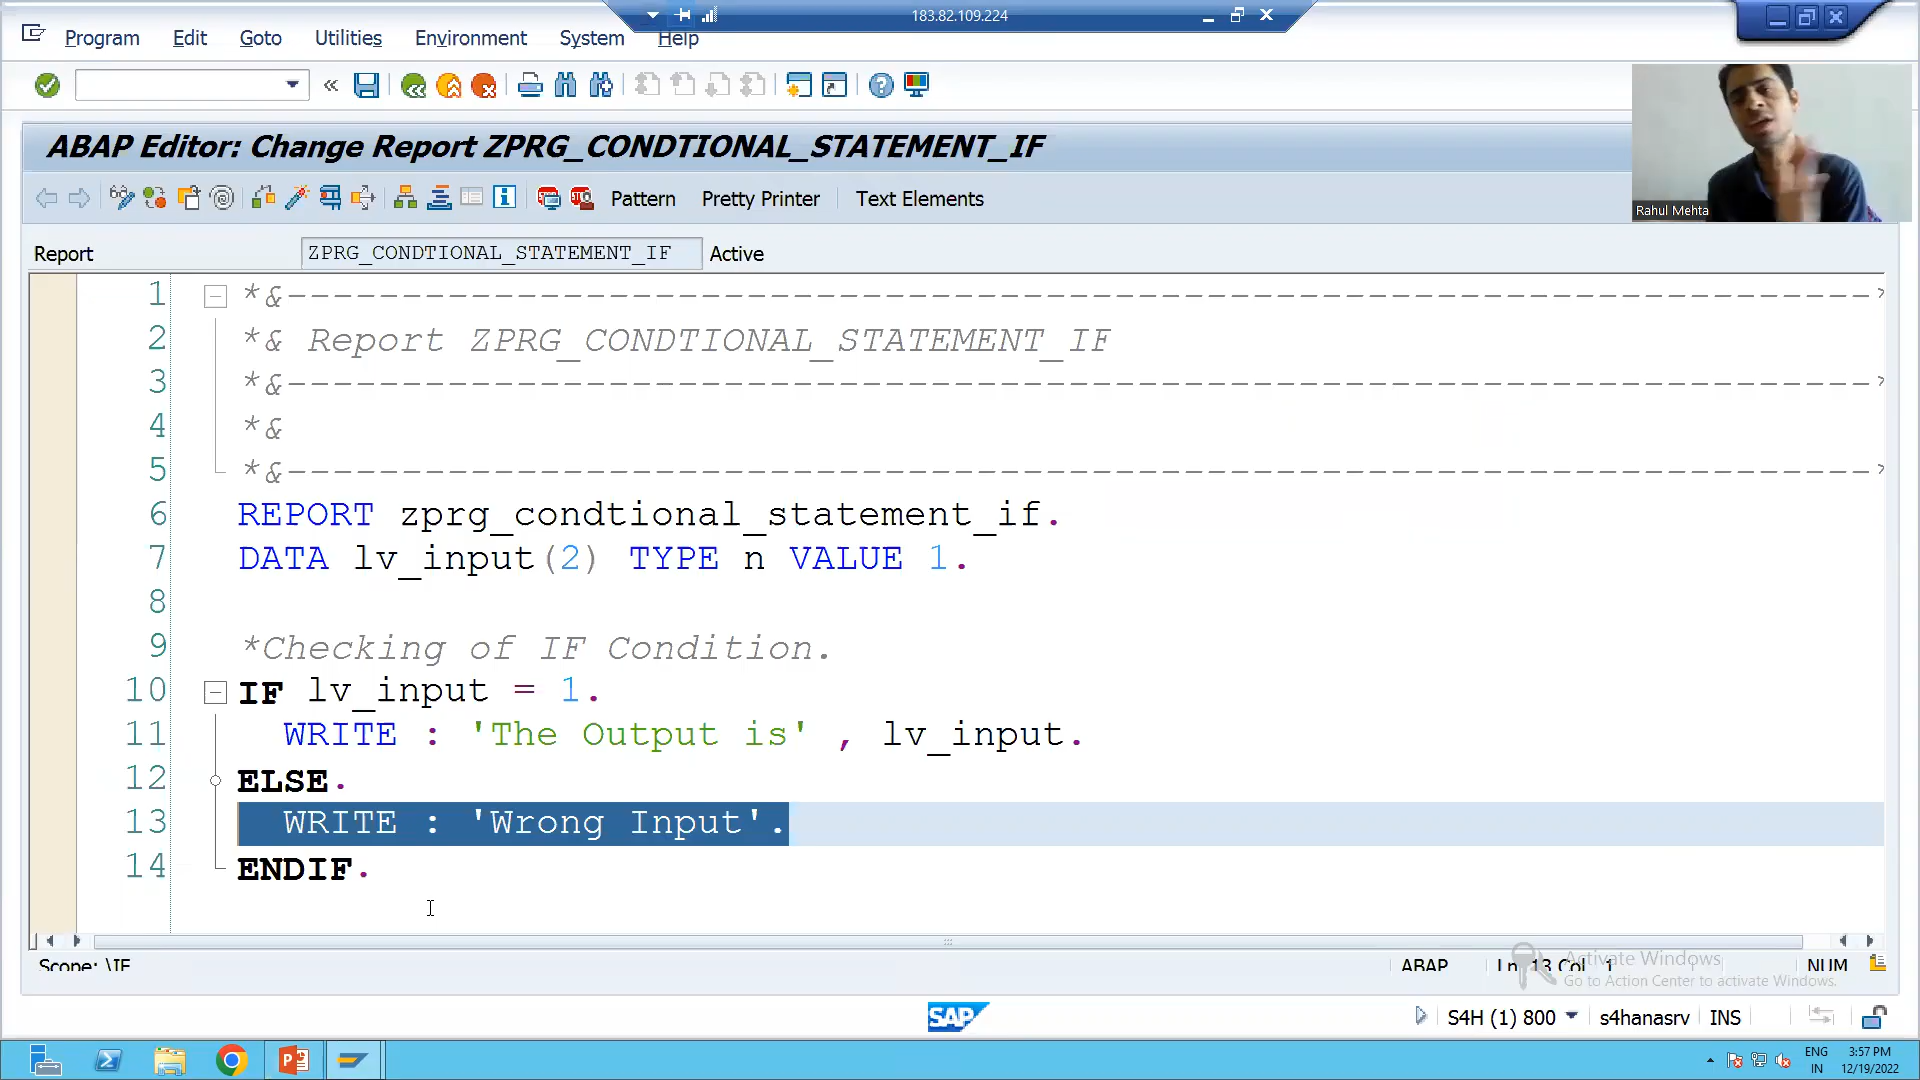 183.82.109.224
Program Edit Goto Utilities Environment System Help
ABAP Editor: Change Report ZPRG_CONDTIONAL_STATEMENT_IF
Pattern Pretty Printer Text Elements
Rahul Mehta
Report ZPRG_CONDTIONAL_STATEMENT_IF Active
1 *&---------------------------------------------------------------------*
2 *& Report ZPRG_CONDTIONAL_STATEMENT_IF
3 *&---------------------------------------------------------------------*
4 *&
5 *&---------------------------------------------------------------------*
6 REPORT zprg_condtional_statement_if.
7 DATA lv_input(2) TYPE n VALUE 1.
8
9 *Checking of IF Condition.
10 IF lv_input = 1.
11 WRITE : 'The Output is' , lv_input.
12 ELSE.
13 WRITE : 'Wrong Input'.
14 ENDIF.
Scope: \IF ABAP Ln 13 Col 1 NUM
Activate Windows
Go to Action Center to activate Windows.
SAP S4H (1) 800 s4hanasrv INS
ENG 3:57 PM
IN 12/19/2022